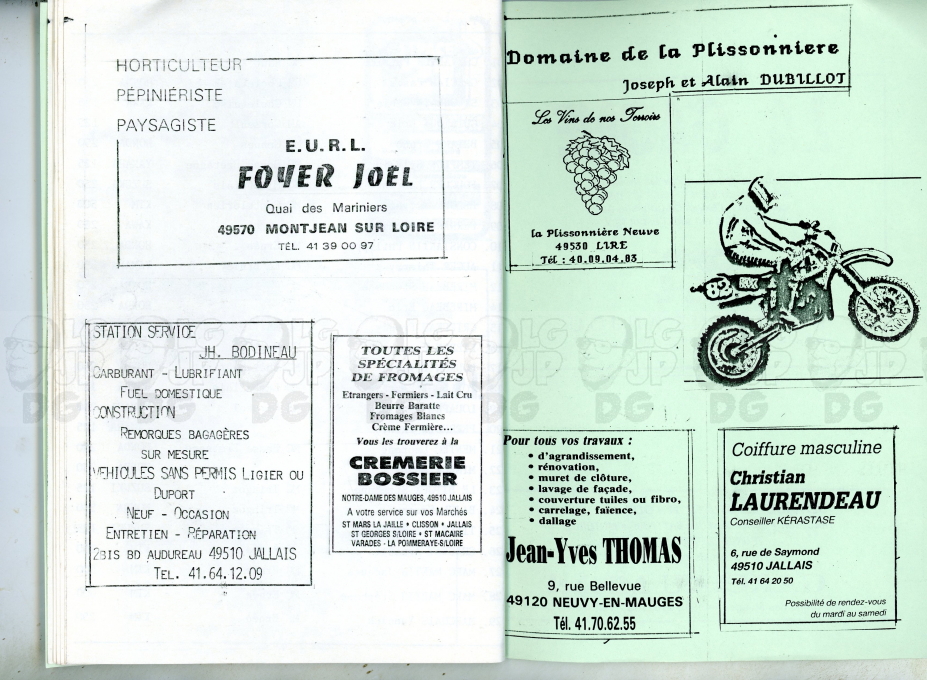 HORTICULTEUR
PÉPINIÉRISTE
PAYSAGISTE
E.U.R.L.
FOYER JOËL
Quai des Mariniers
49570 MONTJEAN SUR LOIRE
TÉL. 41 39 00 97
STATION SERVICE
JH. BODINEAU
CARBURANT - LUBRIFIANT
FUEL DOMESTIQUE
CONSTRUCTION
REMORQUES BAGAGÈRES
SUR MESURE
VEHICULES SANS PERMIS LIGIER OU
DUPORT
NEUF - OCCASION
ENTRETIEN - RÉPARATION
2BIS BD AUDUREAU 49510 JALLAIS
TEL. 41.64.12.09
TOUTES LES
SPÉCIALITÉS
DE FROMAGES
Etrangers - Fermiers - Lait Cru
Beurre Baratte
Fromages Blancs
Crème Fermière...
Vous les trouverez à la
CREMERIE
BOSSIER
NOTRE-DAME DES MAUGES, 49510 JALLAIS
A votre service sur vos Marchés
ST MARS LA JAILLE • CLISSON • JALLAIS
ST GEORGES S/LOIRE • ST MACAIRE
VARADES - LA POMMERAYE-S/LOIRE
Domaine de la Plissonniere
Joseph et Alain DUBILLOT
Les Vins de nos Terroirs
la Plissonnière Neuve
49530 LIRE
Tél : 40.09.04.83
82
Pour tous vos travaux :
• d'agrandissement,
• rénovation,
• muret de clôture,
• lavage de façade,
• couverture tuiles ou fibro,
• carrelage, faïence,
• dallage
Jean-Yves THOMAS
9, rue Bellevue
49120 NEUVY-EN-MAUGES
Tél. 41.70.62.55
Coiffure masculine
Christian
LAURENDEAU
Conseiller KÉRASTASE
6, rue de Saymond
49510 JALLAIS
Tél. 41 64 20 50
Possibilité de rendez-vous
du mardi au samedi
LG
JP
DG